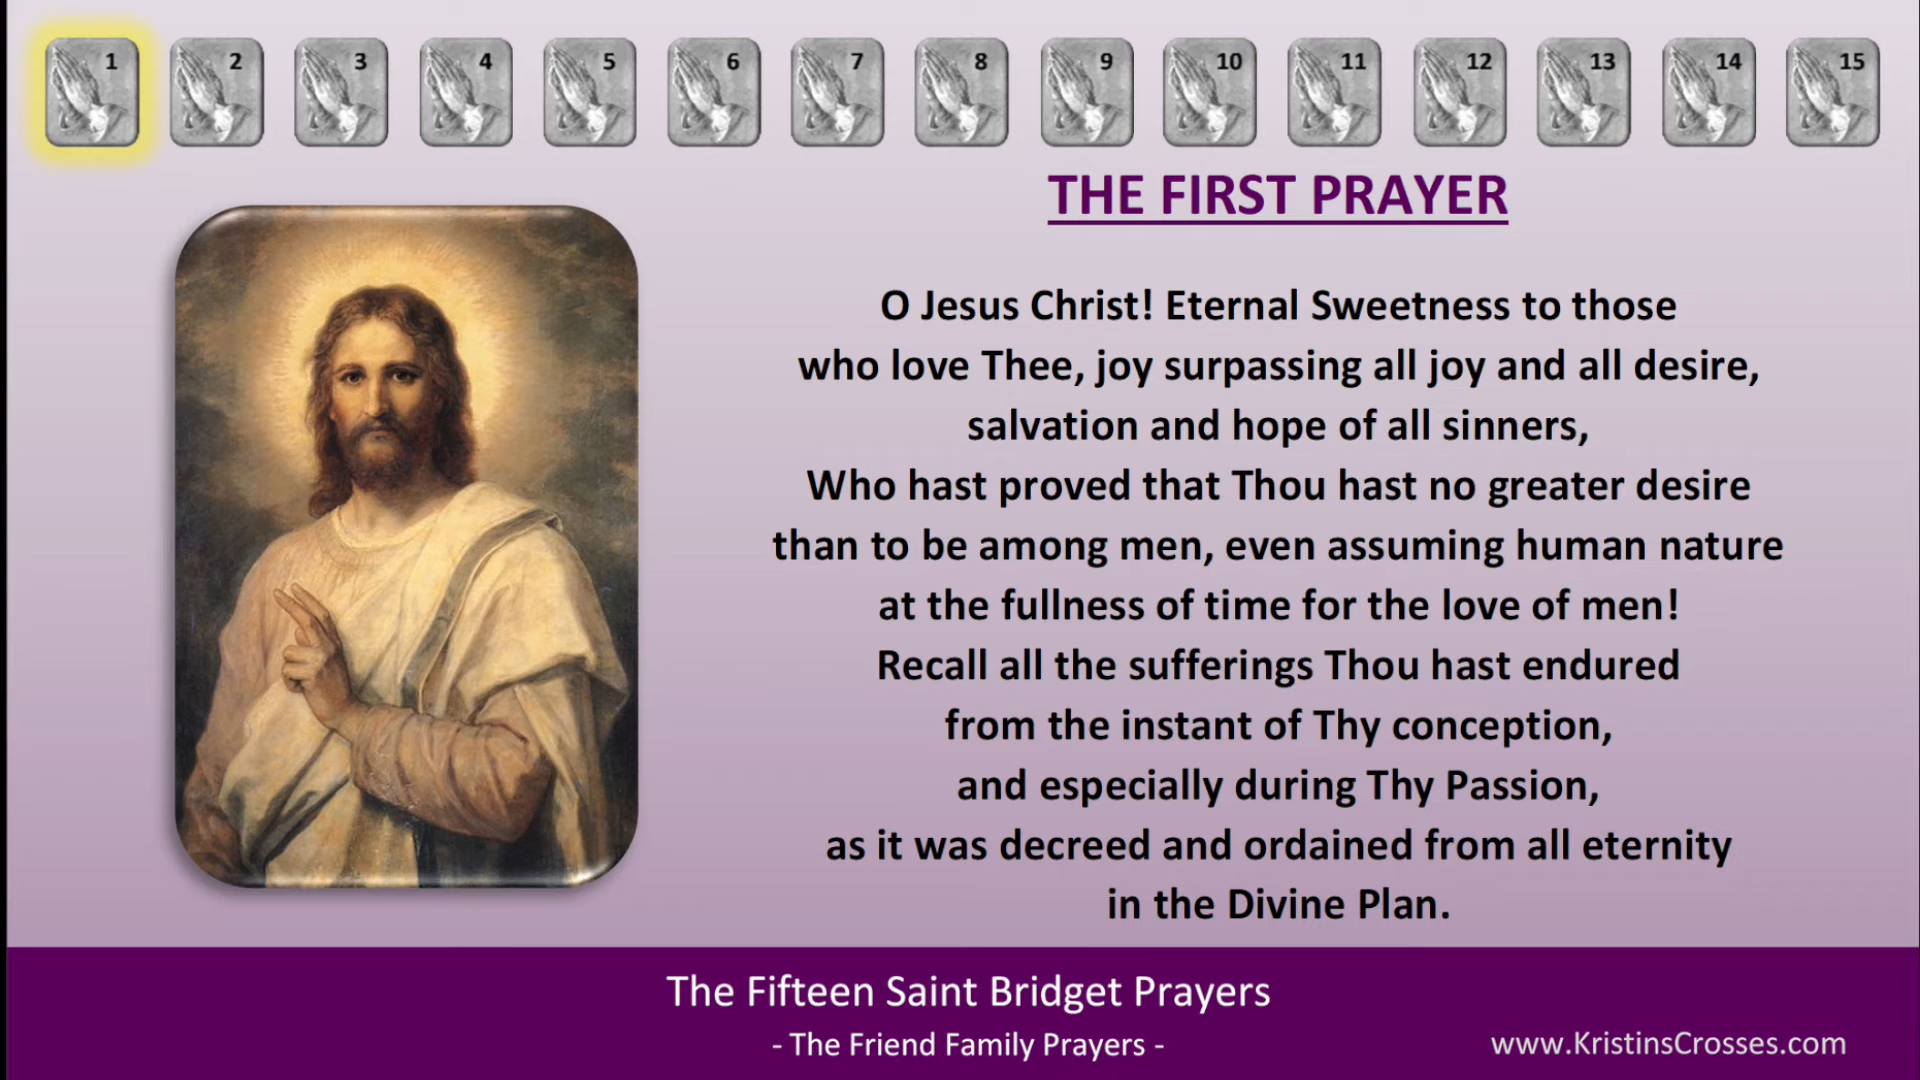 1 2 3 4 5 6 7 8 9 10 11 12 13 14 15
THE FIRST PRAYER
O Jesus Christ! Eternal Sweetness to those
who love Thee, joy surpassing all joy and all desire,
salvation and hope of all sinners,
Who hast proved that Thou hast no greater desire
than to be among men, even assuming human nature
at the fullness of time for the love of men!
Recall all the sufferings Thou hast endured
from the instant of Thy conception,
and especially during Thy Passion,
as it was decreed and ordained from all eternity
in the Divine Plan.
The Fifteen Saint Bridget Prayers
- The Friend Family Prayers -
www.KristinsCrosses.com